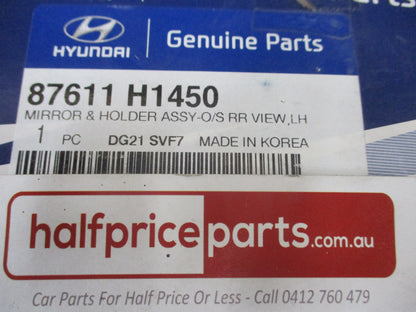 HYUNDAI
Genuine Parts
87611 H1450
MIRROR & HOLDER ASSY-O/S RR VIEW,LH
1 PC DG21 SVF7 MADE IN KOREA
halfpriceparts.com.au
Car Parts For Half Price Or Less - Call 0412 760 479